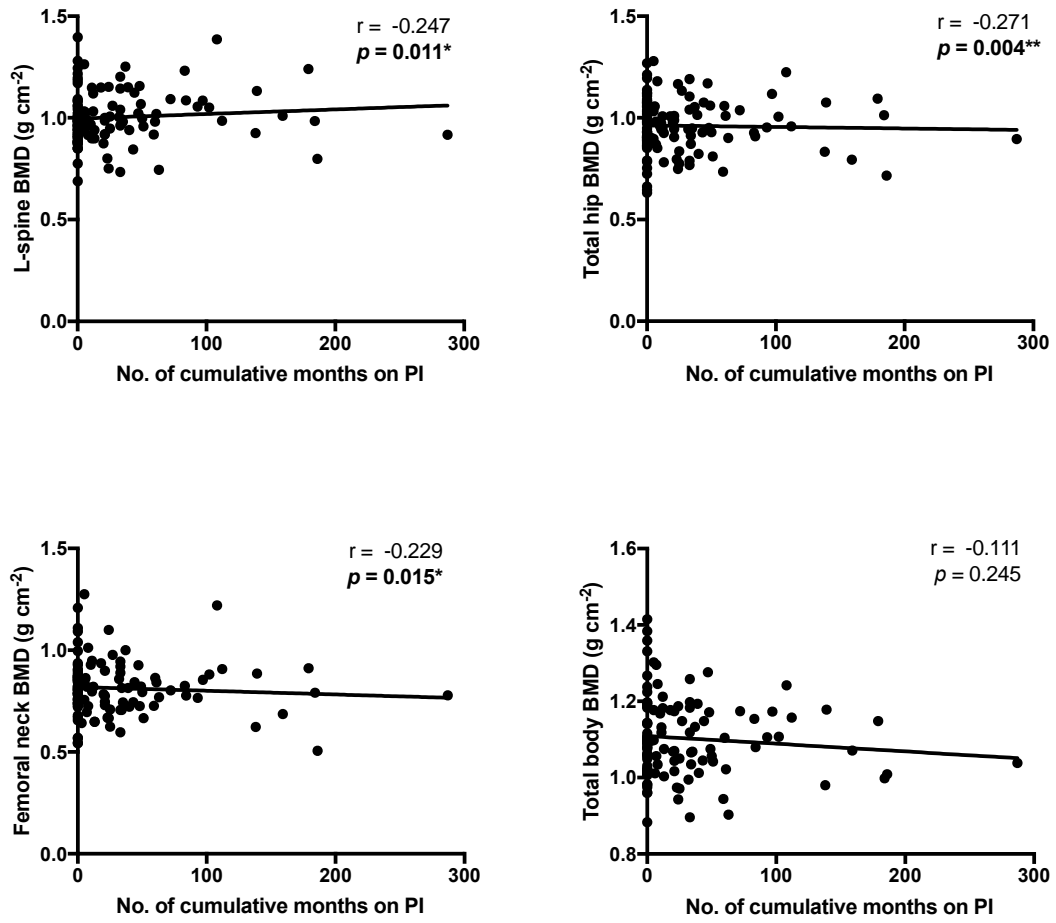 r = -0.247
p = 0.011*
1.5
1.0
0.5
0.0
L-spine BMD (g cm-2)
0 100 200 300
No. of cumulative months on PI
r = -0.271
p = 0.004**
1.5
1.0
0.5
0.0
Total hip BMD (g cm-2)
0 100 200 300
No. of cumulative months on PI
r = -0.229
p = 0.015*
1.5
1.0
0.5
0.0
Femoral neck BMD (g cm-2)
0 100 200 300
No. of cumulative months on PI
r = -0.111
p = 0.245
1.6
1.4
1.2
1.0
0.8
Total body BMD (g cm-2)
0 100 200 300
No. of cumulative months on PI